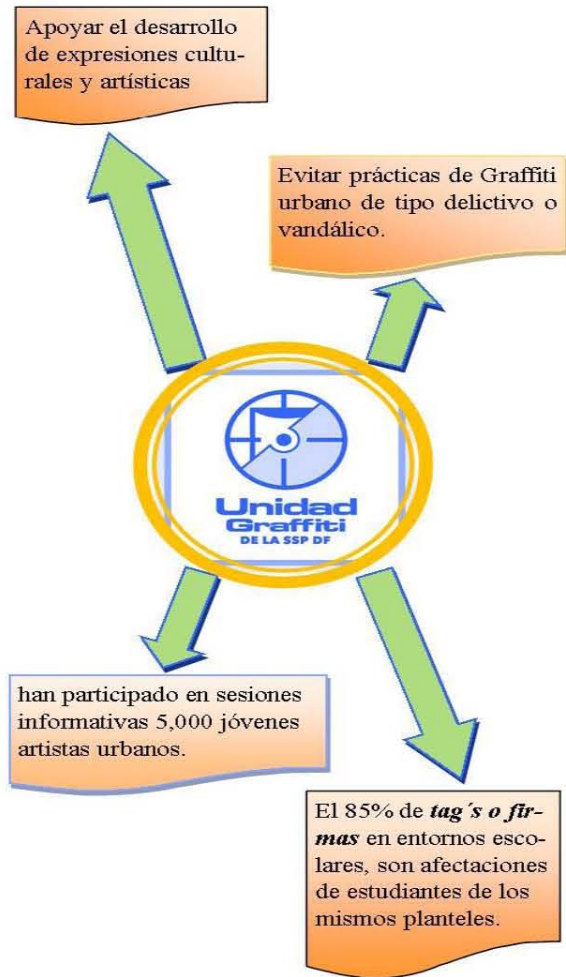 Apoyar el desarrollo
de expresiones cultu-
rales y artísticas
Evitar prácticas de Graffiti
urbano de tipo delictivo o
vandálico.
Unidad
Graffiti
DE LA SSP DF
han participado en sesiones
informativas 5,000 jóvenes
artistas urbanos.
El 85% de tag´s o fir-
mas en entornos esco-
lares, son afectaciones
de estudiantes de los
mismos planteles.